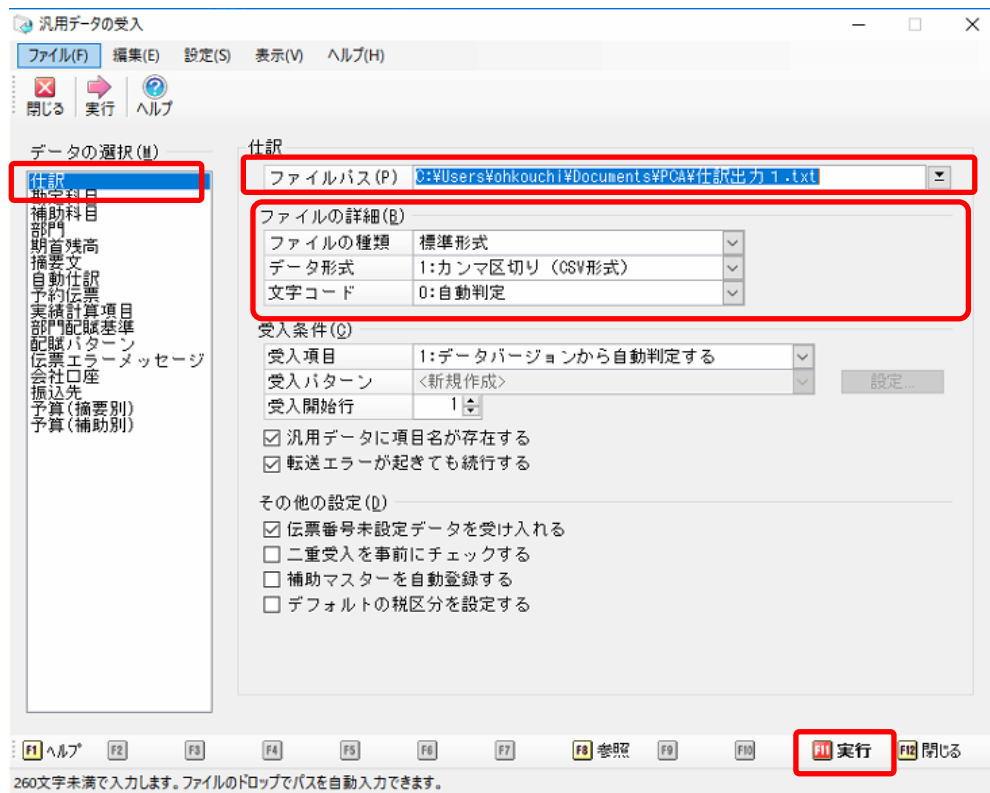 汎用データの受入
ファイル(F) 編集(E) 設定(S) 表示(V) ヘルプ(H)
閉じる 実行 ヘルプ
データの選択(M)
仕訳
勘定科目
補助科目
部門
期首残高
摘要文
自動仕訳
予約伝票
実績計算項目
部門配賦基準
配賦パターン
伝票エラーメッセージ
会社口座
振込先
予算(摘要別)
予算(補助別)
仕訳
ファイルパス(P) C:¥Users¥ohkouchi¥Documents¥PCA¥仕訳出力１.txt
ファイルの詳細(B)
ファイルの種類 標準形式
データ形式 1:カンマ区切り（CSV形式）
文字コード 0:自動判定
受入条件(C)
受入項目 1:データバージョンから自動判定する
受入パターン <新規作成> 設定...
受入開始行 1
汎用データに項目名が存在する
転送エラーが起きても続行する
その他の設定(D)
伝票番号未設定データを受け入れる
二重受入を事前にチェックする
補助マスターを自動登録する
デフォルトの税区分を設定する
F1 ヘルプ F2 F3 F4 F5 F6 F7 F8 参照 F9 F10 F11 実行 F12 閉じる
260文字未満で入力します。ファイルのドロップでパスを自動入力できます。